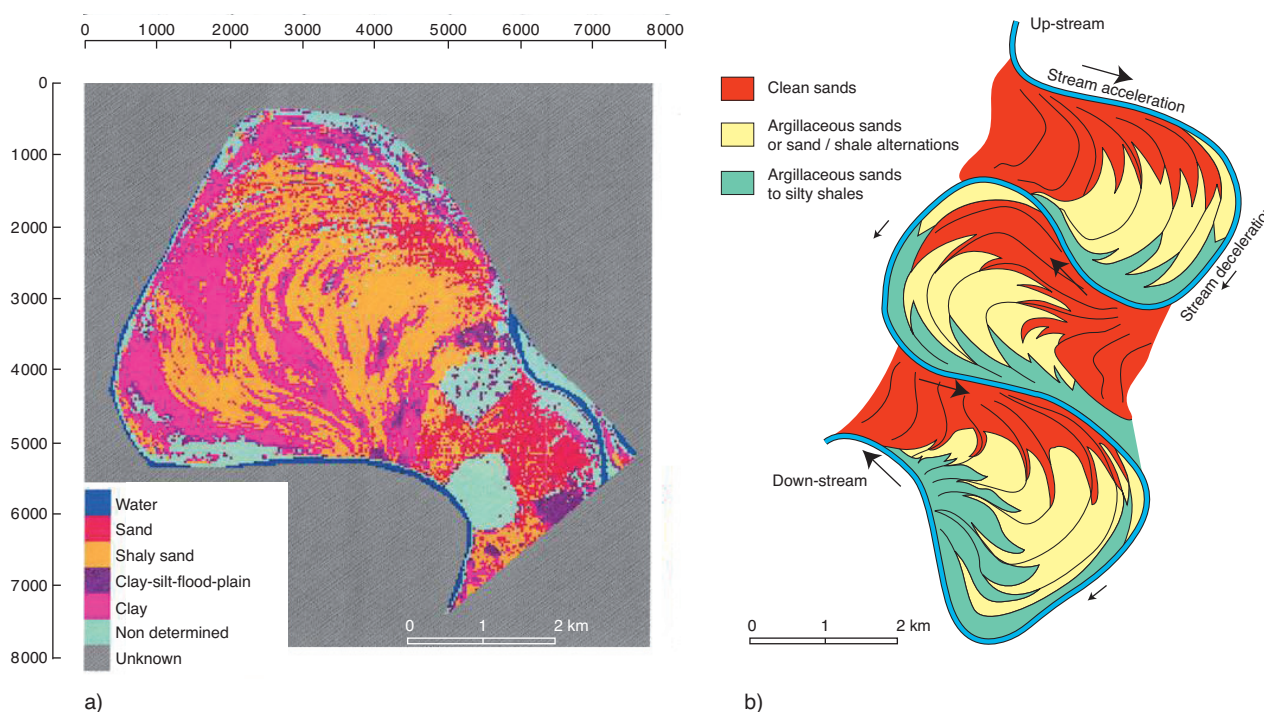 0 1000 2000 3000 4000 5000 6000 7000 8000
0
1000
2000
3000
4000
5000
6000
7000
8000
Water
Sand
Shaly sand
Clay-silt-flood-plain
Clay
Non determined
Unknown
0 1 2 km
a)
Clean sands
Argillaceous sands
or sand / shale alternations
Argillaceous sands
to silty shales
Up-stream
Stream acceleration
Stream deceleration
Down-stream
0 1 2 km
b)